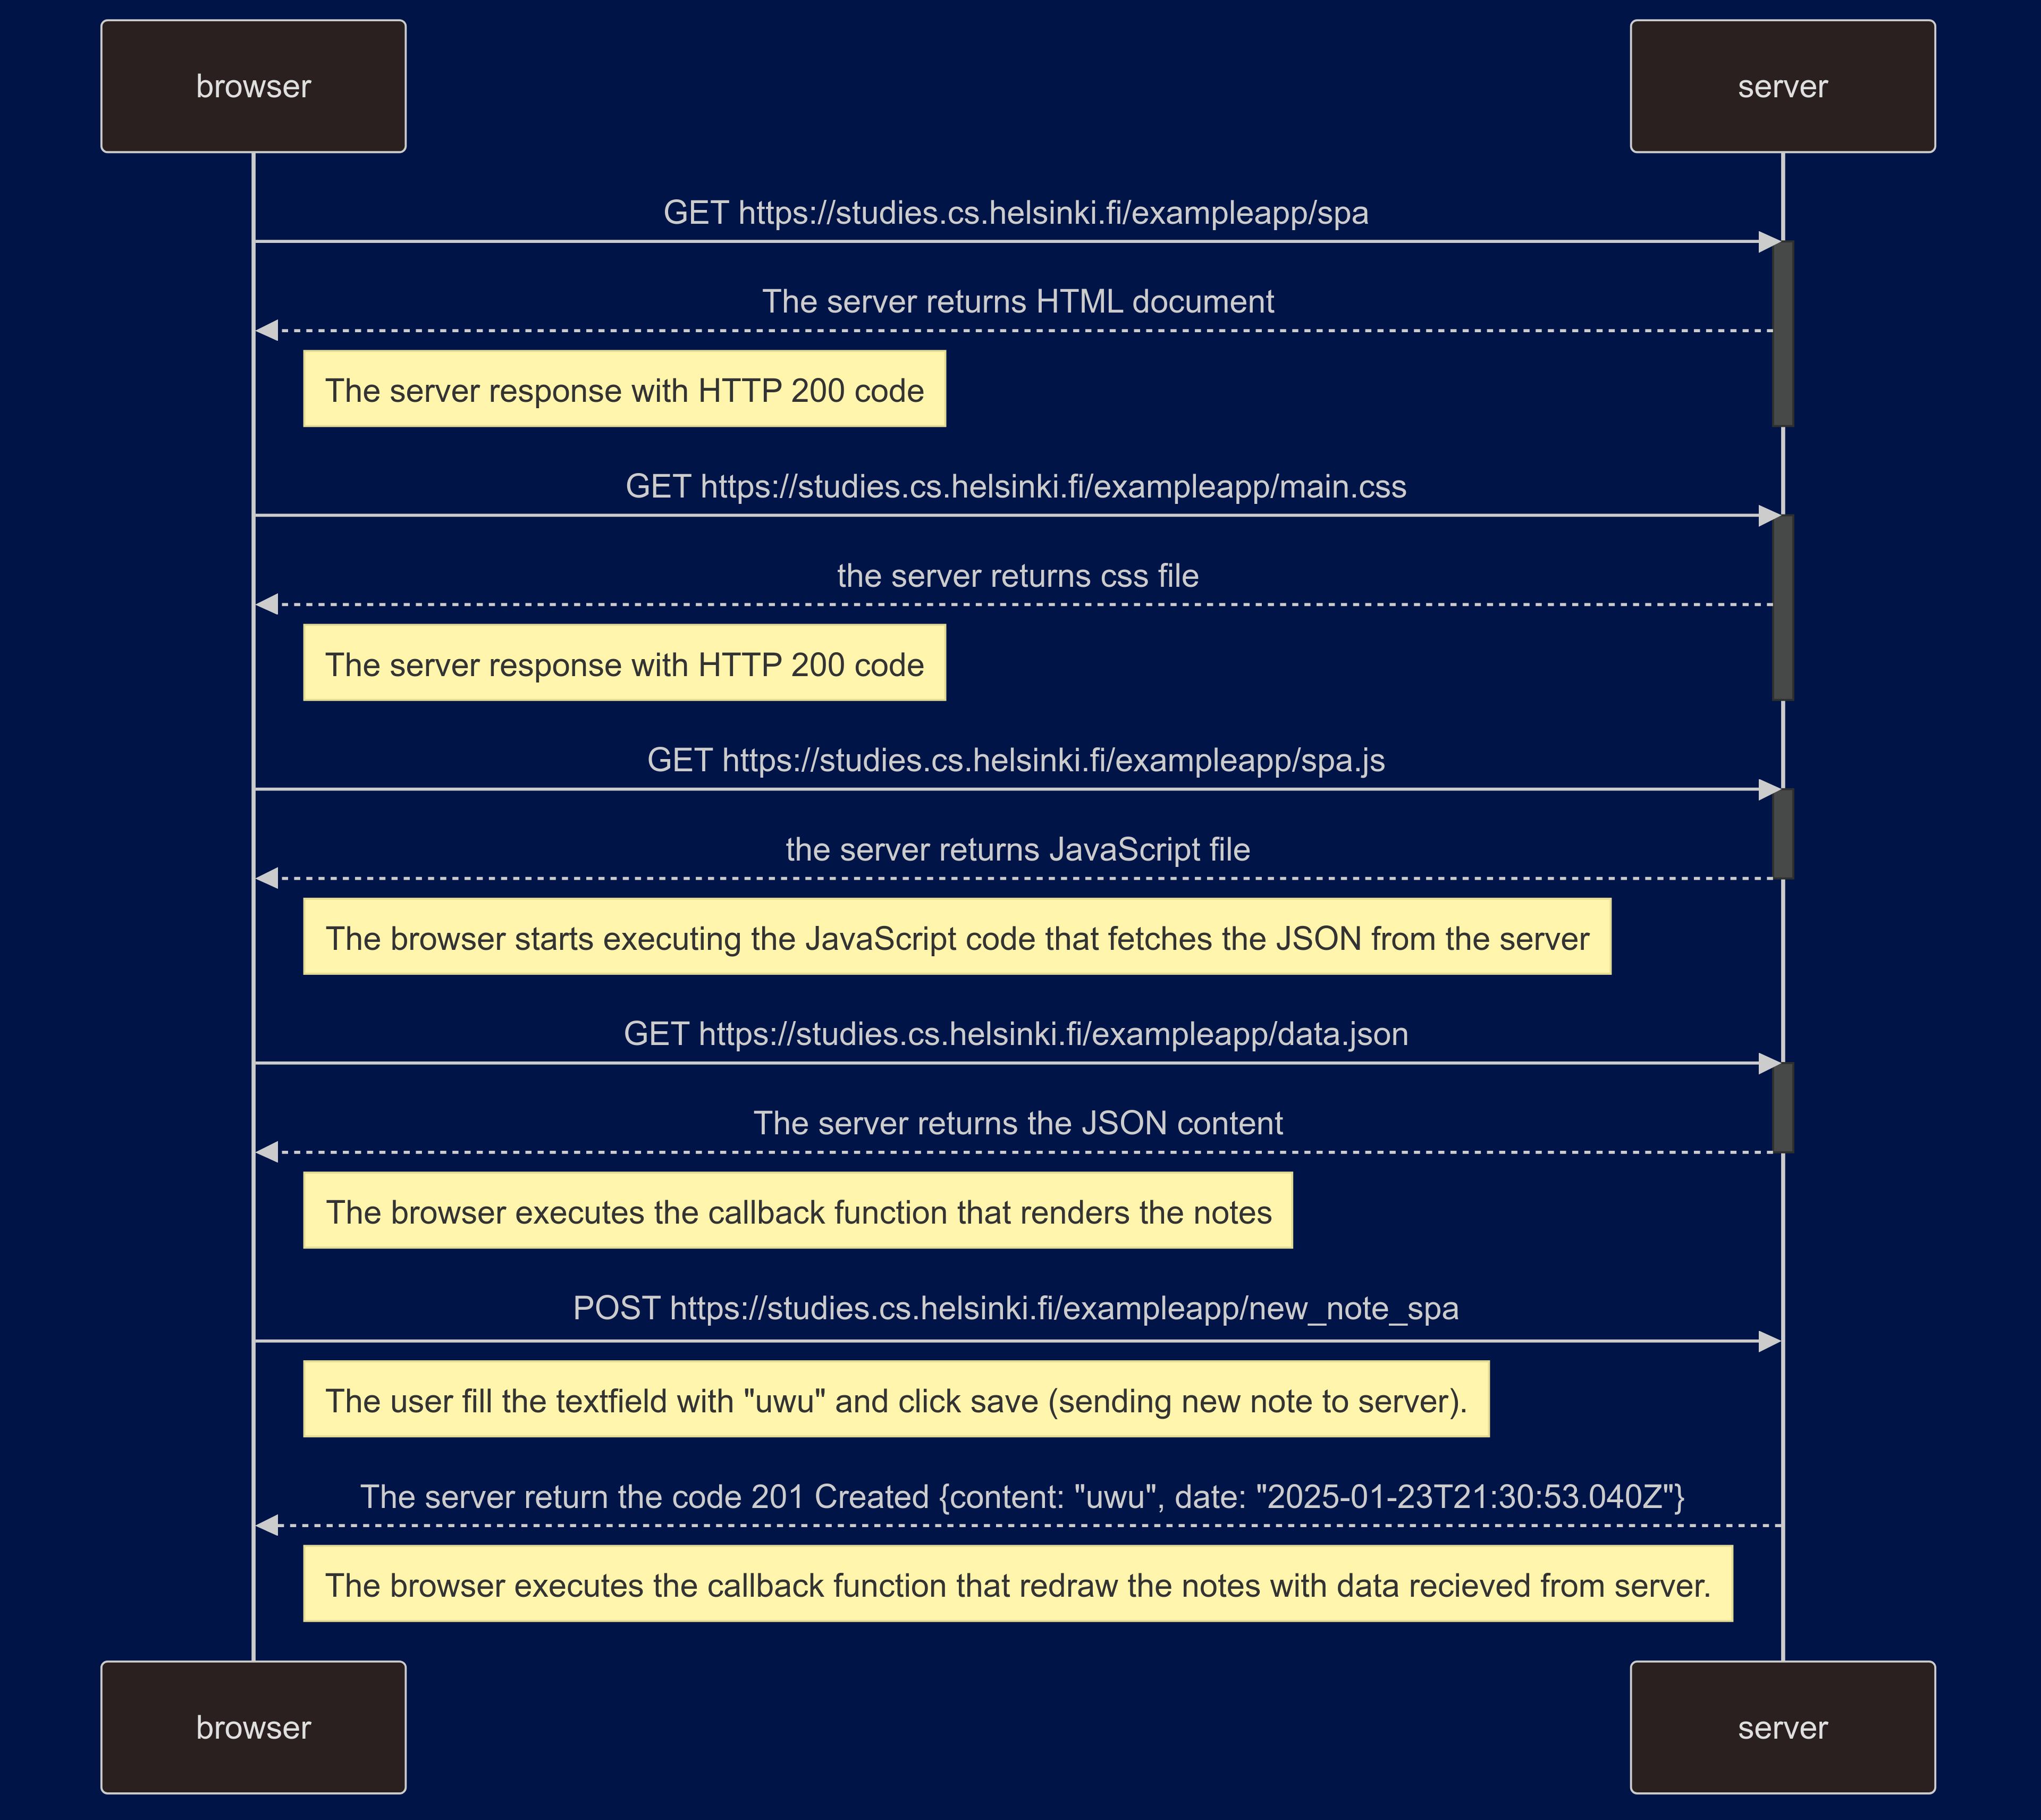 browser
server
GET https://studies.cs.helsinki.fi/exampleapp/spa
The server returns HTML document
The server response with HTTP 200 code
GET https://studies.cs.helsinki.fi/exampleapp/main.css
the server returns css file
The server response with HTTP 200 code
GET https://studies.cs.helsinki.fi/exampleapp/spa.js
the server returns JavaScript file
The browser starts executing the JavaScript code that fetches the JSON from the server
GET https://studies.cs.helsinki.fi/exampleapp/data.json
The server returns the JSON content
The browser executes the callback function that renders the notes
POST https://studies.cs.helsinki.fi/exampleapp/new_note_spa
The user fill the textfield with "uwu" and click save (sending new note to server).
The server return the code 201 Created {content: "uwu", date: "2025-01-23T21:30:53.040Z"}
The browser executes the callback function that redraw the notes with data recieved from server.
browser
server